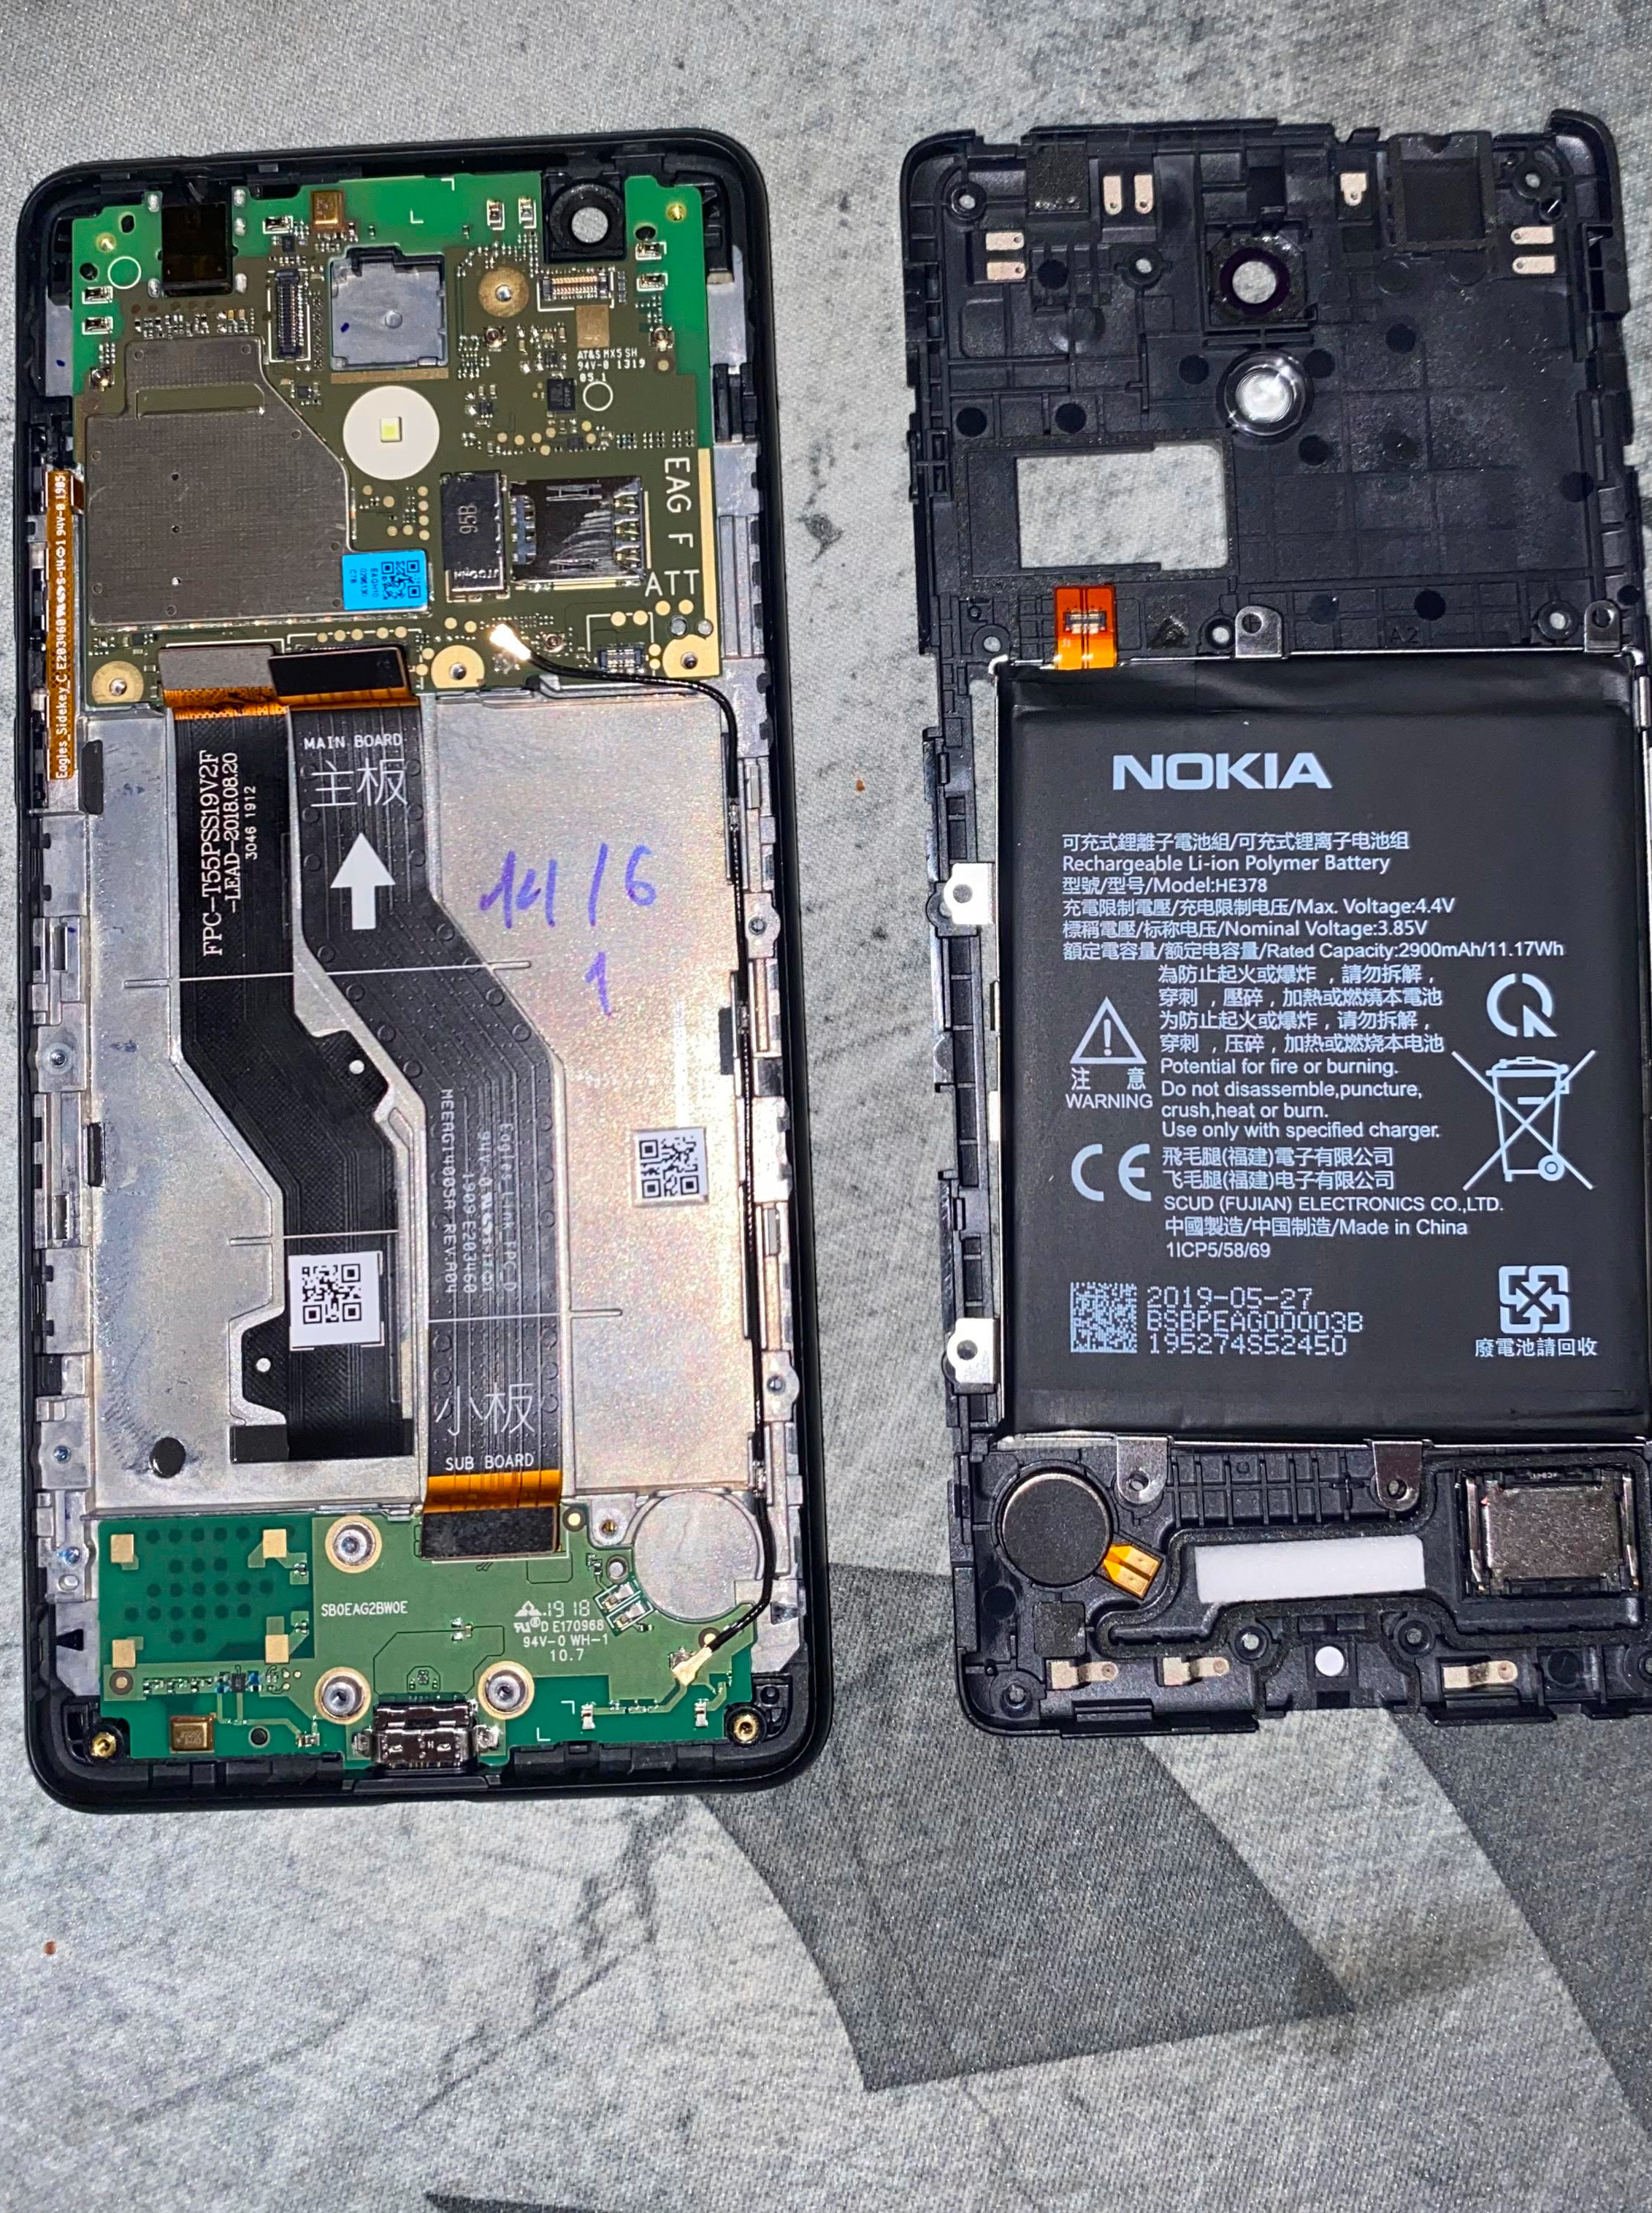 AT&S MX5 SH
94V-0 1319
05 1
EAG F
ATT
95B
Eagles_Sidekey_C E203460 S-14 94V-0 1905
FPC-T55PSS19V2F
-LEAD-2018.08.20
3046 1912
MAIN BOARD
主板
14/6
1
Eagles_Link_FPC_D
1909 E203460
MEEAG14005A REV:A04
小板
SUB BOARD
SB0EAG2BW0E
1918
D E170968
94V-0 WH-1
10.7
L
A2
NOKIA
可充式鋰離子電池組/可充式锂离子电池组
Rechargeable Li-ion Polymer Battery
型號/型号/Model:HE378
充電限制電壓/充电限制电压/Max. Voltage:4.4V
標稱電壓/标称电压/Nominal Voltage:3.85V
額定電容量/额定电容量/Rated Capacity:2900mAh/11.17Wh
為防止起火或爆炸，請勿拆解，
穿刺，壓碎，加熱或燃燒本電池
为防止起火或爆炸，请勿拆解，
穿刺，压碎，加热或燃烧本电池
Potential for fire or burning.
Do not disassemble,puncture,
crush,heat or burn.
Use only with specified charger.
注 意
WARNING
CE
飛毛腿(福建)電子有限公司
飞毛腿(福建)电子有限公司
SCUD (FUJIAN) ELECTRONICS CO.,LTD.
中國製造/中国制造/Made in China
1ICP5/58/69
2019-05-27
BSBPEAG00003B
195274S52450
廢電池請回收